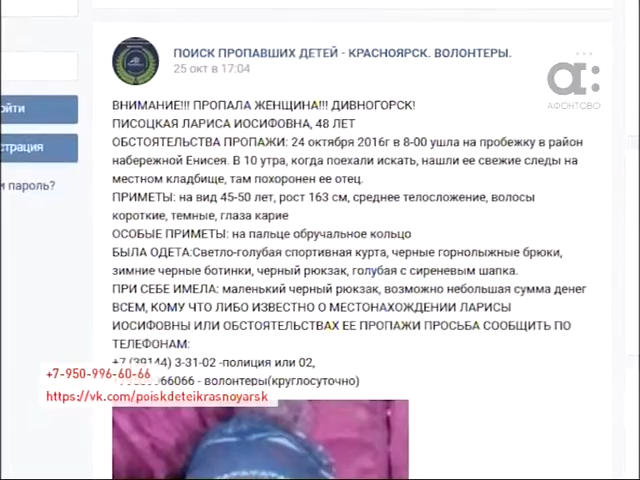 ПОИСК ПРОПАВШИХ ДЕТЕЙ - КРАСНОЯРСК. ВОЛОНТЕРЫ.
25 окт в 17:04
АФОНТОВО
ойти
страция
и пароль?
ВНИМАНИЕ!!! ПРОПАЛА ЖЕНЩИНА!!! ДИВНОГОРСК!
ПИСОЦКАЯ ЛАРИСА ИОСИФОВНА, 48 ЛЕТ
ОБСТОЯТЕЛЬСТВА ПРОПАЖИ: 24 октября 2016г в 8-00 ушла на пробежку в район
набережной Енисея. В 10 утра, когда поехали искать, нашли ее свежие следы на
местном кладбище, там похоронен ее отец.
ПРИМЕТЫ: на вид 45-50 лет, рост 163 см, среднее телосложение, волосы
короткие, темные, глаза карие
ОСОБЫЕ ПРИМЕТЫ: на пальце обручальное кольцо
БЫЛА ОДЕТА:Светло-голубая спортивная курта, черные горнолыжные брюки,
зимние черные ботинки, черный рюкзак, голубая с сиреневым шапка.
ПРИ СЕБЕ ИМЕЛА: маленький черный рюкзак, возможно небольшая сумма денег
ВСЕМ, КОМУ ЧТО ЛИБО ИЗВЕСТНО О МЕСТОНАХОЖДЕНИИ ЛАРИСЫ
ИОСИФОВНЫ ИЛИ ОБСТОЯТЕЛЬСТВАХ ЕЕ ПРОПАЖИ ПРОСЬБА СООБЩИТЬ ПО
ТЕЛЕФОНАМ:
+7 (39144) 3-31-02 -полиция или 02,
66066 - волонтеры(круглосуточно)
+7-950-996-60-66
https://vk.com/poiskdeteikrasnoyarsk